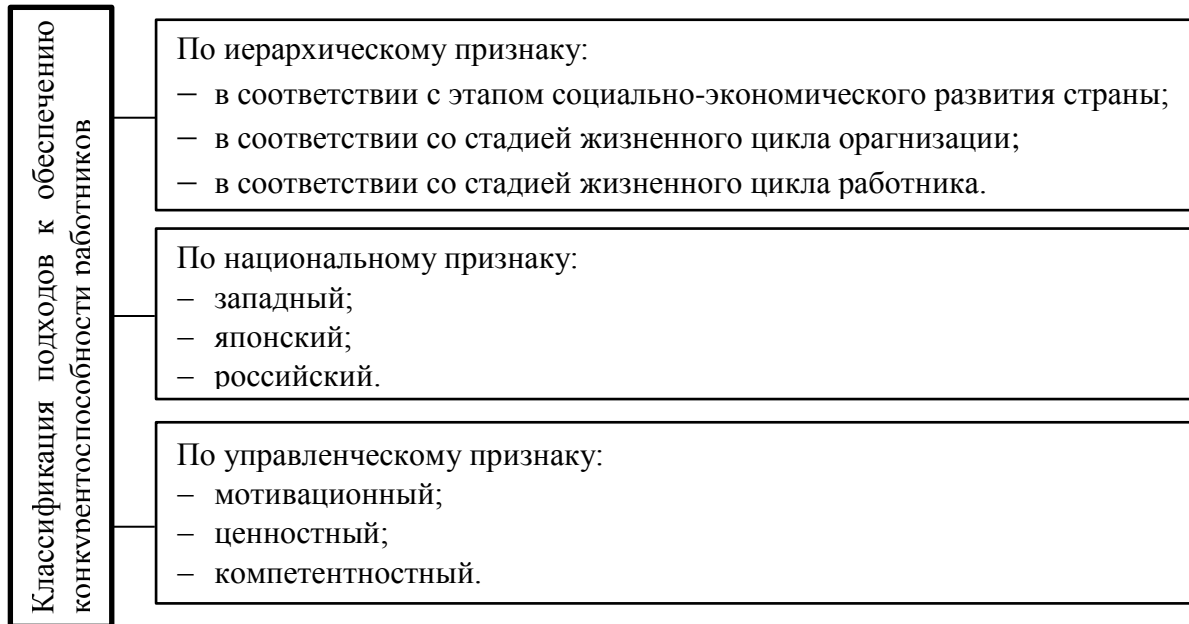 Классификация подходов к обеспечению
конкурентоспособности работников
По иерархическому признаку:
– в соответствии с этапом социально-экономического развития страны;
– в соответствии со стадией жизненного цикла орагнизации;
– в соответствии со стадией жизненного цикла работника.
По национальному признаку:
– западный;
– японский;
– российский.
По управленческому признаку:
– мотивационный;
– ценностный;
– компетентностный.